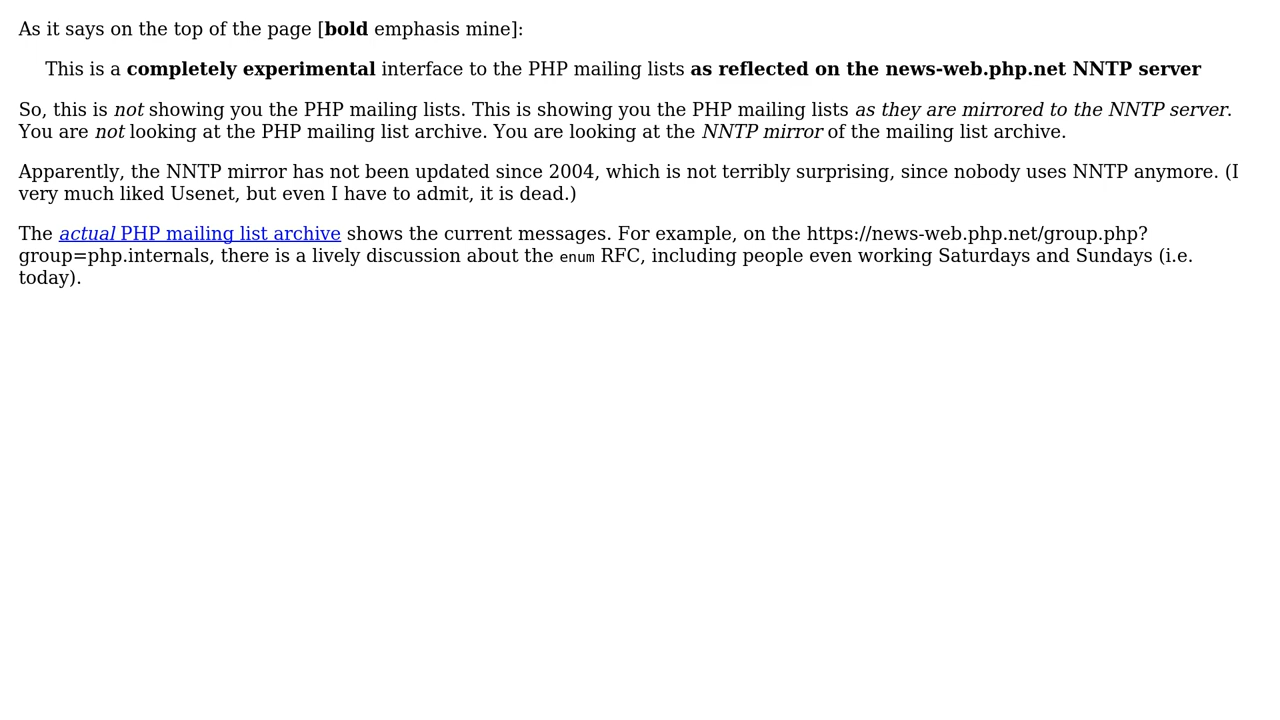 As it says on the top of the page [bold emphasis mine]:
This is a completely experimental interface to the PHP mailing lists as reflected on the news-web.php.net NNTP server
So, this is not showing you the PHP mailing lists. This is showing you the PHP mailing lists as they are mirrored to the NNTP server.
You are not looking at the PHP mailing list archive. You are looking at the NNTP mirror of the mailing list archive.
Apparently, the NNTP mirror has not been updated since 2004, which is not terribly surprising, since nobody uses NNTP anymore. (I
very much liked Usenet, but even I have to admit, it is dead.)
The actual PHP mailing list archive shows the current messages. For example, on the https://news-web.php.net/group.php?
group=php.internals, there is a lively discussion about the enum RFC, including people even working Saturdays and Sundays (i.e.
today).